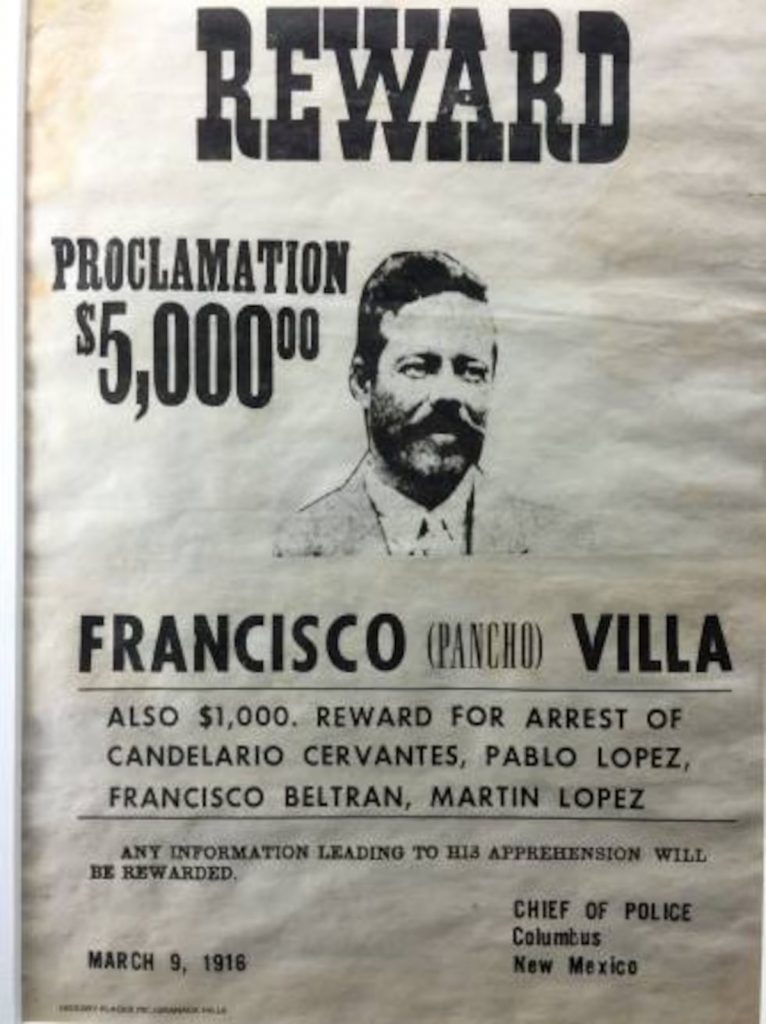 REWARD
PROCLAMATION
$5,000⁰⁰
FRANCISCO (PANCHO) VILLA
ALSO $1,000. REWARD FOR ARREST OF
CANDELARIO CERVANTES, PABLO LOPEZ,
FRANCISCO BELTRAN, MARTIN LOPEZ
ANY INFORMATION LEADING TO HIS APPREHENSION WILL
BE REWARDED.
CHIEF OF POLICE
Columbus
New Mexico
MARCH 9, 1916